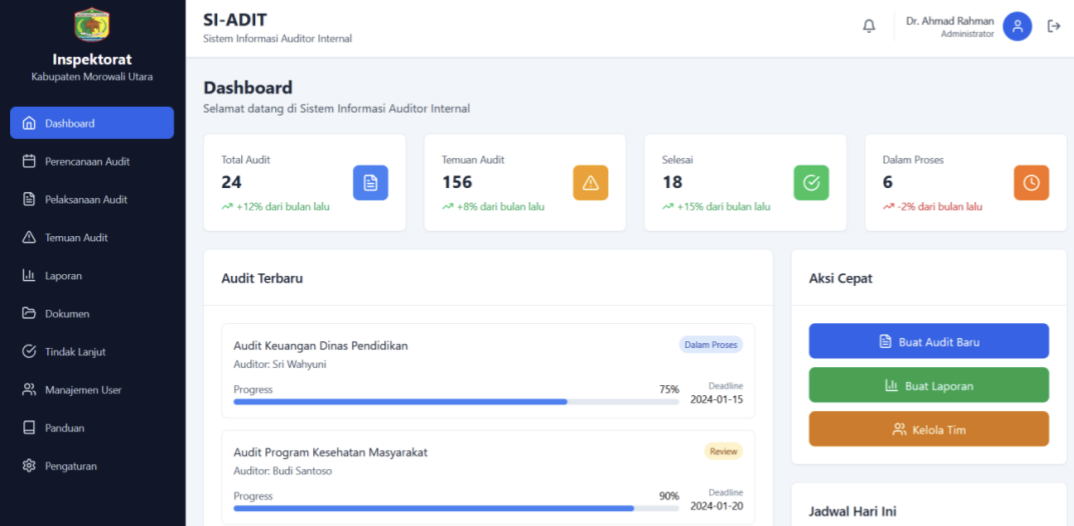 Inspektorat
Kabupaten Morowali Utara
Dashboard
Perencanaan Audit
Pelaksanaan Audit
Temuan Audit
Laporan
Dokumen
Tindak Lanjut
Manajemen User
Panduan
Pengaturan
SI-ADIT
Sistem Informasi Auditor Internal
Dr. Ahmad Rahman
Administrator
Dashboard
Selamat datang di Sistem Informasi Auditor Internal
Total Audit
24
+12% dari bulan lalu
Temuan Audit
156
+8% dari bulan lalu
Selesai
18
+15% dari bulan lalu
Dalam Proses
6
-2% dari bulan lalu
Audit Terbaru
Audit Keuangan Dinas Pendidikan
Dalam Proses
Auditor: Sri Wahyuni
Progress
75%
Deadline
2024-01-15
Audit Program Kesehatan Masyarakat
Review
Auditor: Budi Santoso
Progress
90%
Deadline
2024-01-20
Aksi Cepat
Buat Audit Baru
Buat Laporan
Kelola Tim
Jadwal Hari Ini